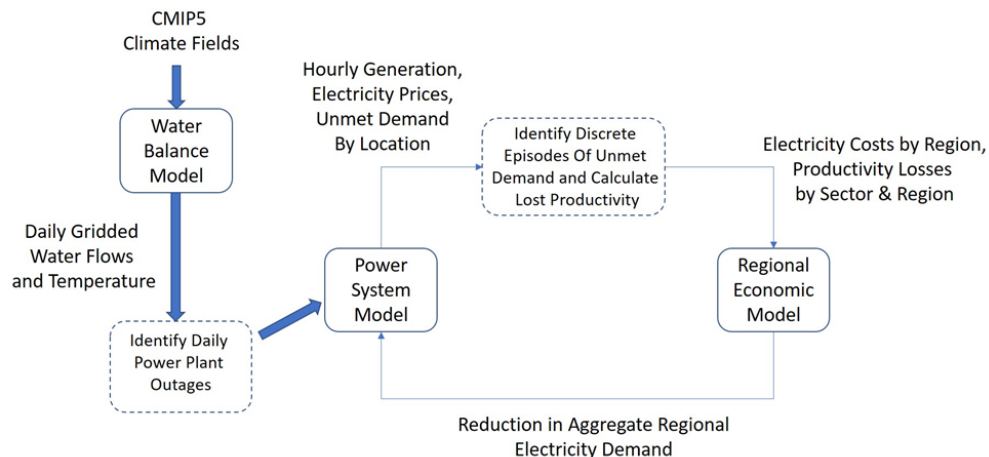 CMIP5
Climate Fields
Water
Balance
Model
Daily Gridded
Water Flows
and Temperature
Identify Daily
Power Plant
Outages
Hourly Generation,
Electricity Prices,
Unmet Demand
By Location
Power
System
Model
Identify Discrete
Episodes Of Unmet
Demand and Calculate
Lost Productivity
Electricity Costs by Region,
Productivity Losses
by Sector & Region
Regional
Economic
Model
Reduction in Aggregate Regional
Electricity Demand